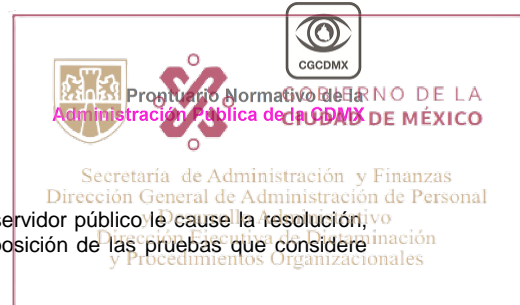 CGCDMX
Prontuario Normativo de la
Administración Pública de la CDMX
GOBIERNO DE LA
CIUDAD DE MÉXICO
Secretaría de Administración y Finanzas
Dirección General de Administración de Personal
y Desarrollo Administrativo
servidor público le cause la resolución,
Dirección Ejecutiva de Dictaminación
posición de las pruebas que considere
y Procedimientos Organizacionales